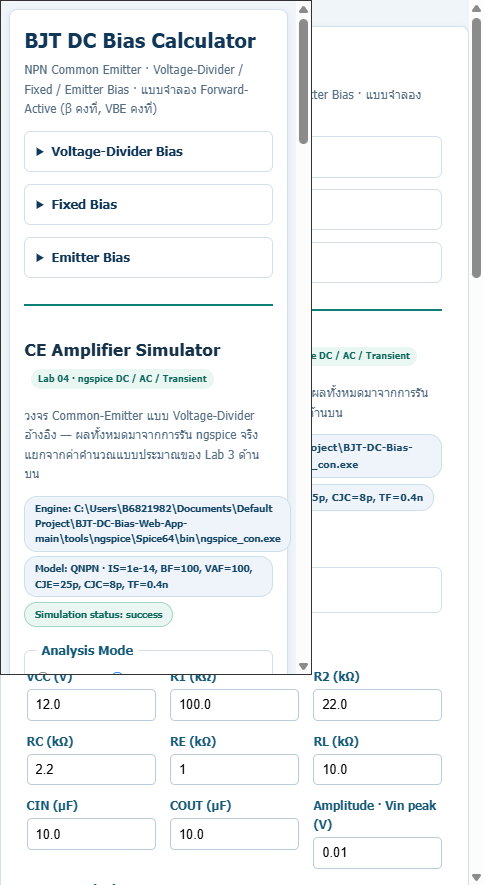 BJT DC Bias Calculator
NPN Common Emitter · Voltage-Divider /
Fixed / Emitter Bias · แบบจำลอง Forward-
Active (β คงที่, VBE คงที่)
▶ Voltage-Divider Bias
▶ Fixed Bias
▶ Emitter Bias
CE Amplifier Simulator
Lab 04 · ngspice DC / AC / Transient
วงจร Common-Emitter แบบ Voltage-Divider
อ้างอิง — ผลทั้งหมดมาจากการรัน ngspice จริง
แยกจากค่าคำนวณแบบประมาณของ Lab 3 ด้าน
บน
Engine: C:\Users\B6821982\Documents\Default
Project\BJT-DC-Bias-Web-App-
main\tools\ngspice\Spice64\bin\ngspice_con.exe
Model: QNPN · IS=1e-14, BF=100, VAF=100,
CJE=25p, CJC=8p, TF=0.4n
Simulation status: success
Analysis Mode
tter Bias · แบบจำลอง
e DC / AC / Transient
ผลทั้งหมดมาจากการรัน
ด้านบน
oject\BJT-DC-Bias-
_con.exe
25p, CJC=8p, TF=0.4n
VCC (V)
R1 (kΩ)
R2 (kΩ)
12.0
100.0
22.0
RC (kΩ)
RE (kΩ)
RL (kΩ)
2.2
1
10.0
CIN (μF)
COUT (μF)
Amplitude · Vin peak
(V)
10.0
10.0
0.01